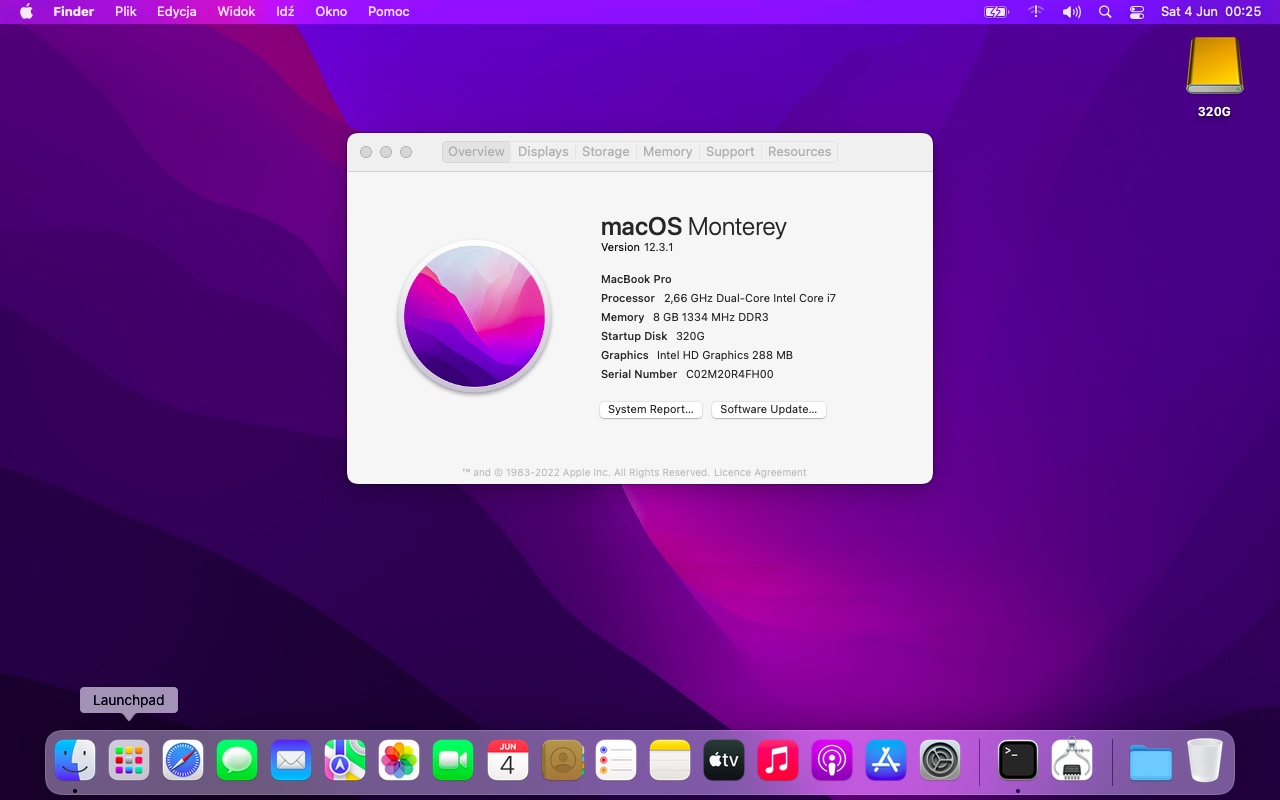 Finder Plik Edycja Widok Idź Okno Pomoc Sat 4 Jun 00:25
320G
Overview Displays Storage Memory Support Resources
macOS Monterey
Version 12.3.1
MacBook Pro
Processor 2,66 GHz Dual-Core Intel Core i7
Memory 8 GB 1334 MHz DDR3
Startup Disk 320G
Graphics Intel HD Graphics 288 MB
Serial Number C02M20R4FH00
System Report... Software Update...
™ and © 1983-2022 Apple Inc. All Rights Reserved. Licence Agreement
Launchpad
JUN
4
tv
>_